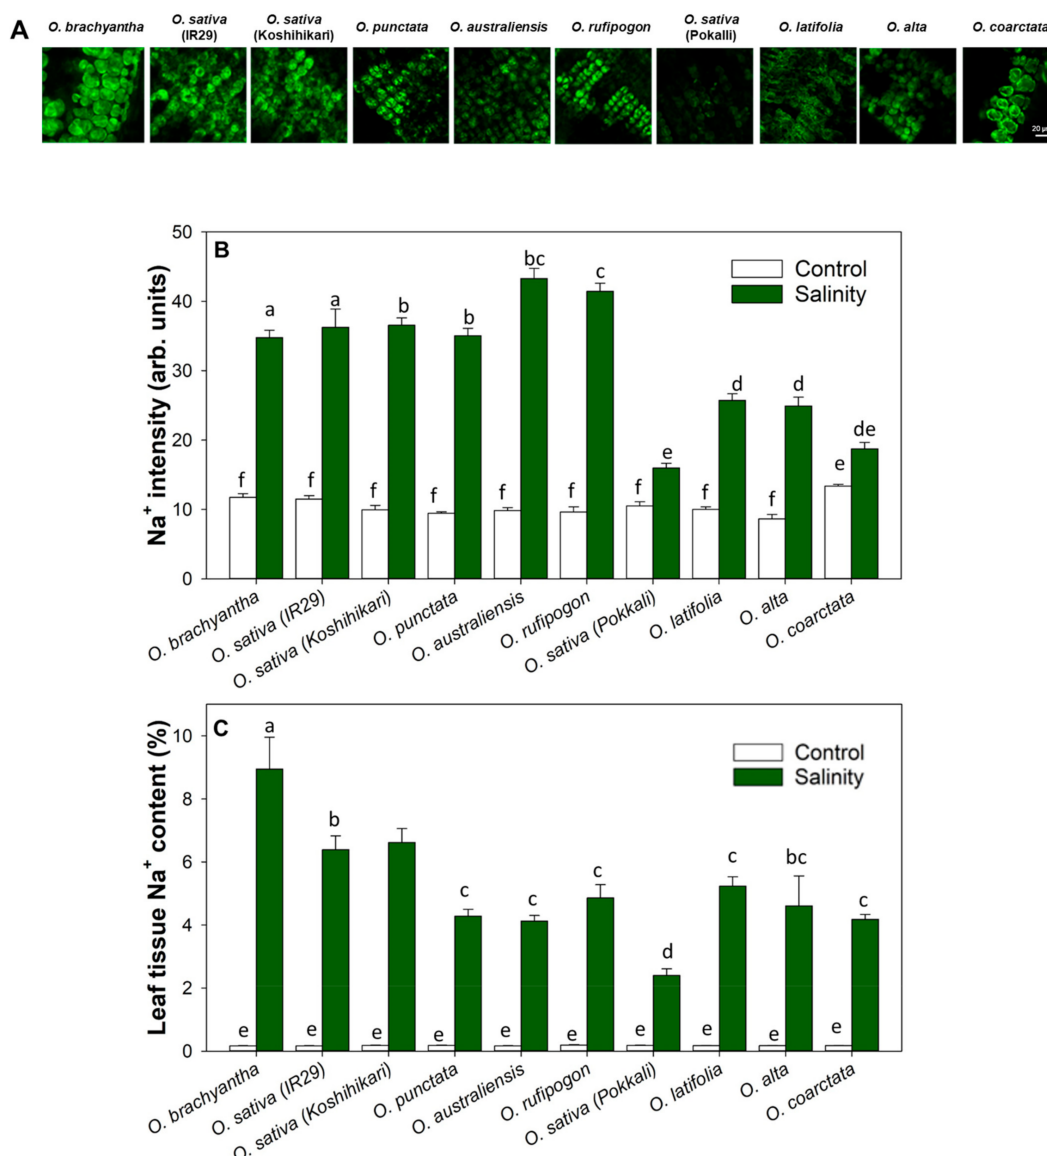 A
O. brachyantha
O. sativa
(IR29)
O. sativa
(Koshihikari)
O. punctata
O. australiensis
O. rufipogon
O. sativa
(Pokalli)
O. latifolia
O. alta
O. coarctata
20 µ
B
Na⁺ intensity (arb. units)
50
40
30
20
10
0
Control
Salinity
a
a
b
b
bc
c
e
d
d
de
f
f
f
f
f
f
f
f
f
e
O. brachyantha
O. sativa (IR29)
O. sativa (Koshihikari)
O. punctata
O. australiensis
O. rufipogon
O. sativa (Pokkali)
O. latifolia
O. alta
O. coarctata
C
Leaf tissue Na⁺ content (%)
10
8
6
4
2
0
Control
Salinity
a
b
c
c
c
d
c
bc
c
e
e
e
e
e
e
e
e
e
e
O. brachyantha
O. sativa (IR29)
O. sativa (Koshihikari)
O. punctata
O. australiensis
O. rufipogon
O. sativa (Pokkali)
O. latifolia
O. alta
O. coarctata